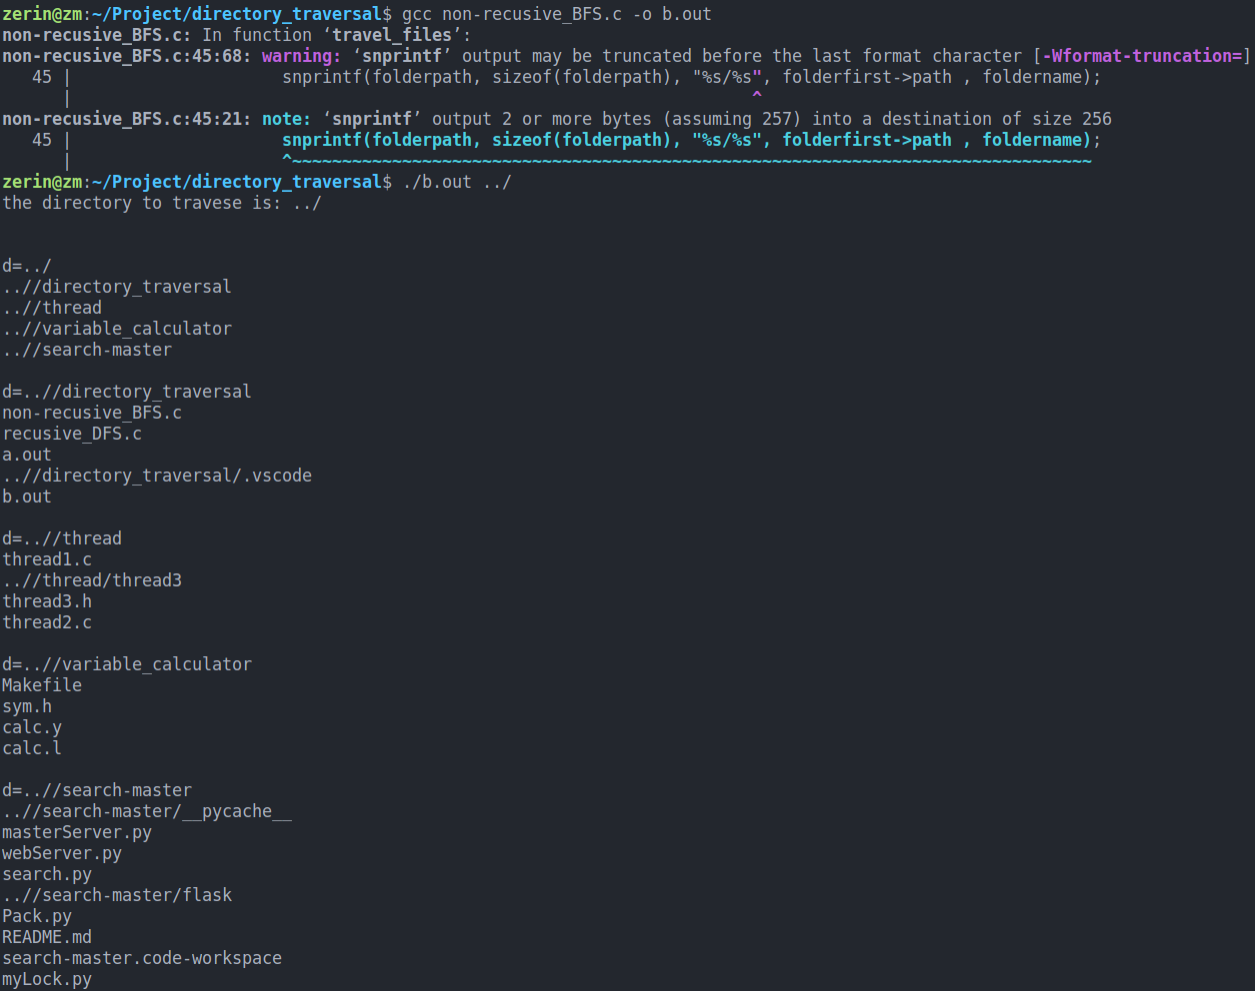 zerin@zm:~/Project/directory_traversal$ gcc non-recusive_BFS.c -o b.out
non-recusive_BFS.c: In function ‘travel_files’:
non-recusive_BFS.c:45:68: warning: ‘snprintf’ output may be truncated before the last format character [-Wformat-truncation=]
   45 |                     snprintf(folderpath, sizeof(folderpath), "%s/%s", folderfirst->path , foldername);
      |                                                                    ^
non-recusive_BFS.c:45:21: note: ‘snprintf’ output 2 or more bytes (assuming 257) into a destination of size 256
   45 |                     snprintf(folderpath, sizeof(folderpath), "%s/%s", folderfirst->path , foldername);
      |                     ^~~~~~~~~~~~~~~~~~~~~~~~~~~~~~~~~~~~~~~~~~~~~~~~~~~~~~~~~~~~~~~~~
zerin@zm:~/Project/directory_traversal$ ./b.out ../
the directory to travese is: ../
d=../
..//directory_traversal
..//thread
..//variable_calculator
..//search-master
d=..//directory_traversal
non-recusive_BFS.c
recusive_DFS.c
a.out
..//directory_traversal/.vscode
b.out
d=..//thread
thread1.c
..//thread/thread3
thread3.h
thread2.c
d=..//variable_calculator
Makefile
sym.h
calc.y
calc.l
d=..//search-master
..//search-master/__pycache__
masterServer.py
webServer.py
search.py
..//search-master/flask
Pack.py
README.md
search-master.code-workspace
myLock.py